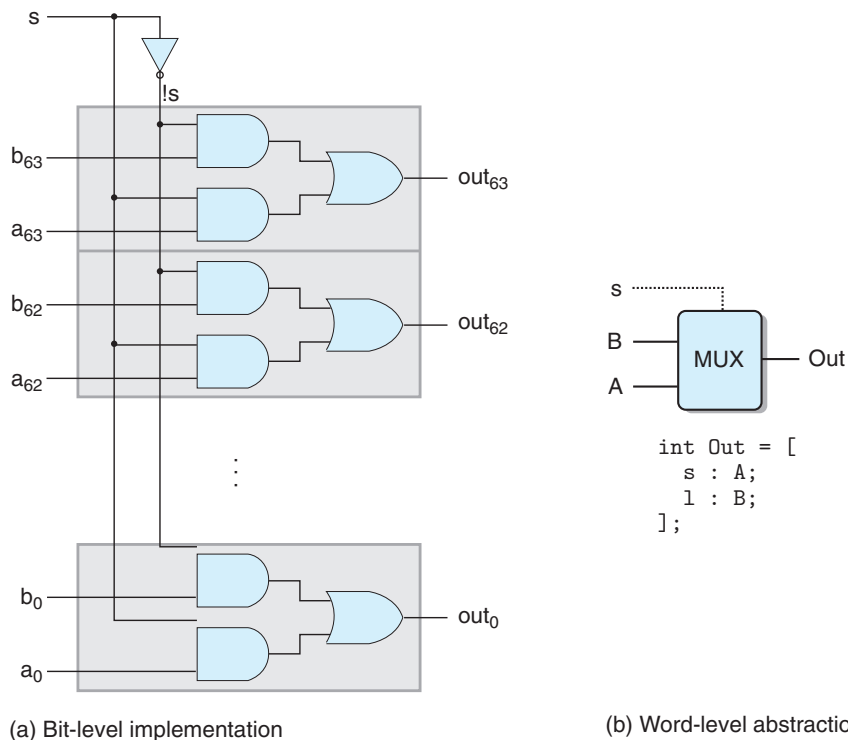 s
!s
b63
out63
a63
b62
out62
a62
⋮
b0
out0
a0
(a) Bit-level implementation
s
B
MUX
Out
A
int Out = [
s : A;
1 : B;
];
(b) Word-level abstractio